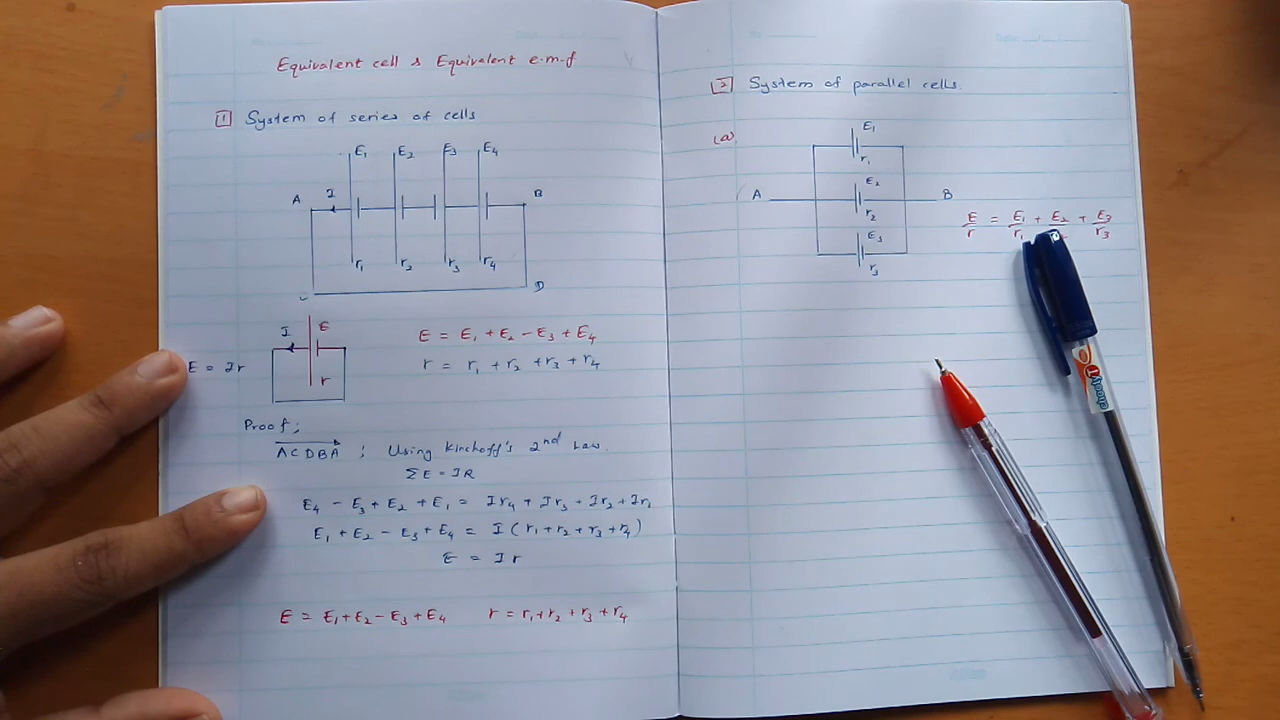 Equivalent cell & Equivalent e.m.f
1 System of series of cells
E₁ E₂ E₃ E₄
A I B
r₁ r₂ r₃ r₄
D
I E
r
E = Ir
E = E₁ + E₂ - E₃ + E₄
r = r₁ + r₂ + r₃ + r₄
Proof;
ACDBA ; Using Kirchoff's 2nd Law.
ΣE = IR
E₄ - E₃ + E₂ + E₁ = Ir₄ + Ir₃ + Ir₂ + Ir₁
E₁ + E₂ - E₃ + E₄ = I (r₁ + r₂ + r₃ + r₄)
E = Ir
E = E₁ + E₂ - E₃ + E₄ r = r₁ + r₂ + r₃ + r₄
2 System of parallel cells.
(a)
E₁
r₁
A E₂ B
r₂
E₃
r₃
E/r = E₁/r₁ + E₂/ + E₃/r₃